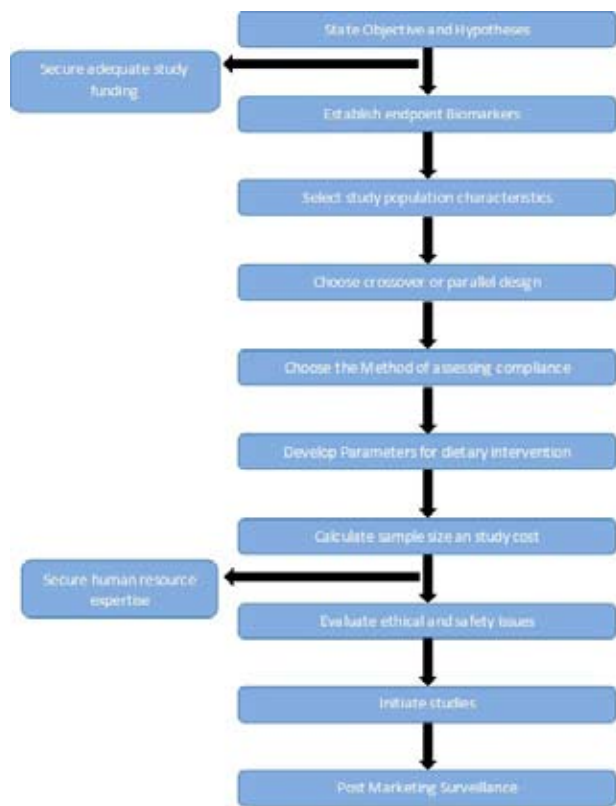 State Objective and Hypotheses
Secure adequate study
funding
Establish endpoint Biomarkers
Select study population characteristics
Choose crossover or parallel design
Choose the Method of assessing compliance
Develop Parameters for dietary intervention
Calculate sample size an study cost
Secure human resource
expertise
Evaluate ethical and safety issues
Initiate studies
Post Marketing Surveillance